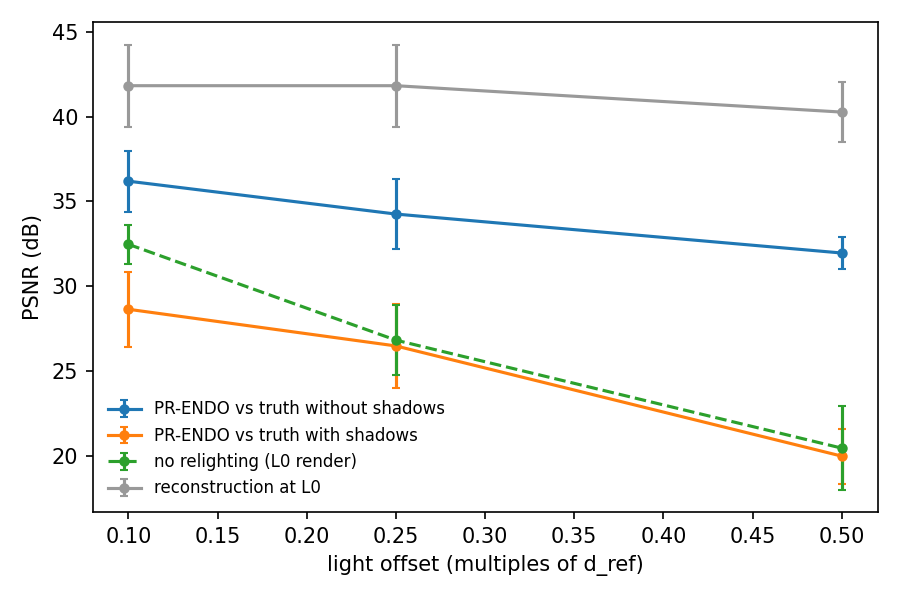 45
40
35
30
25
20
PSNR (dB)
PR-ENDO vs truth without shadows
PR-ENDO vs truth with shadows
no relighting (L0 render)
reconstruction at L0
0.10 0.15 0.20 0.25 0.30 0.35 0.40 0.45 0.50
light offset (multiples of d_ref)